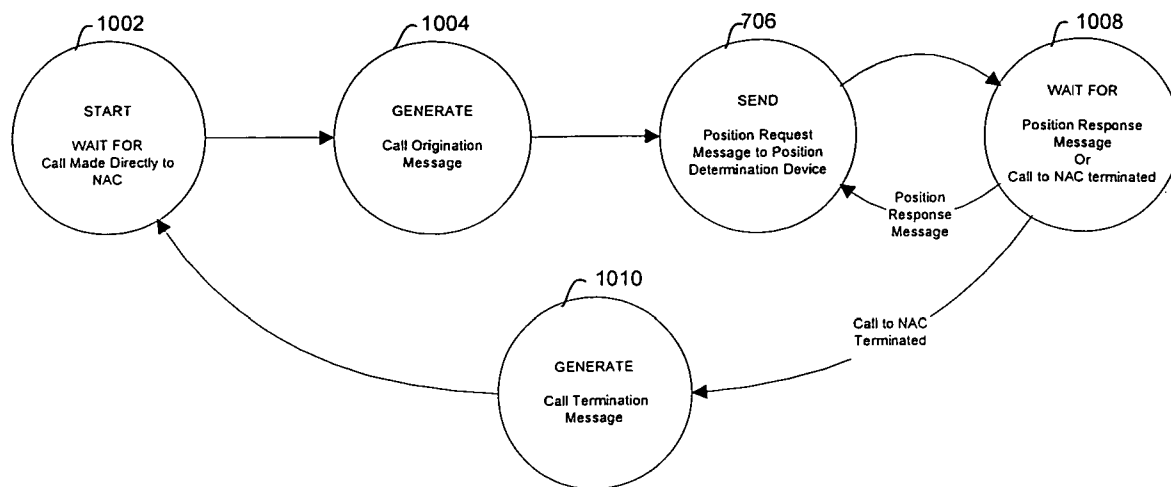 1002
1004
706
1008
START
WAIT FOR
Call Made Directly to
NAC
GENERATE
Call Origination
Message
SEND
Position Request
Message to Position
Determination Device
WAIT FOR
Position Response
Message
Or
Call to NAC terminated
Position
Response
Message
1010
GENERATE
Call Termination
Message
Call to NAC
Terminated